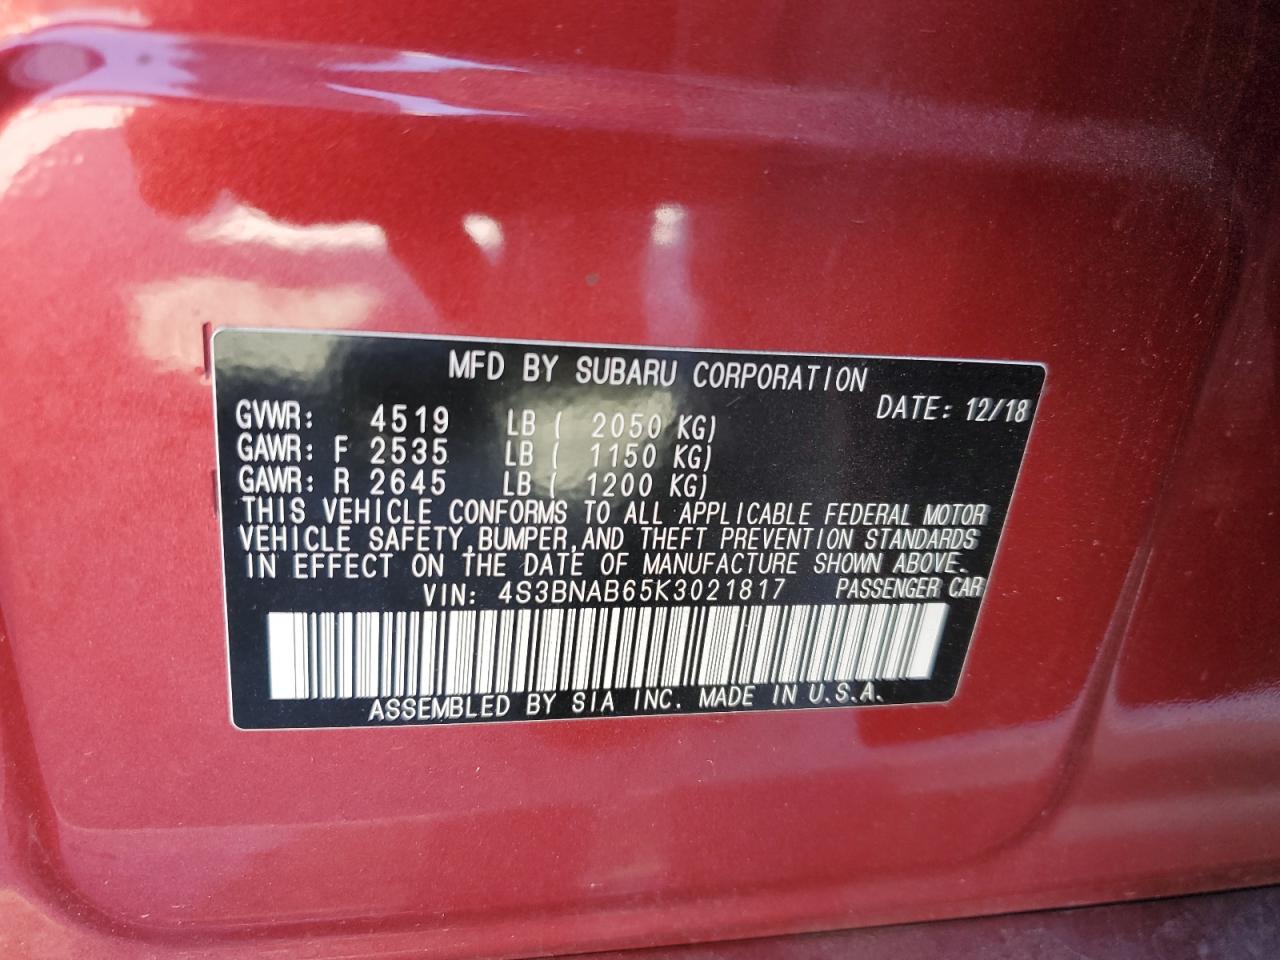 MFD BY SUBARU CORPORATION
DATE: 12/18
GVWR: 4519 LB ( 2050 KG)
GAWR: F 2535 LB ( 1150 KG)
GAWR: R 2645 LB ( 1200 KG)
THIS VEHICLE CONFORMS TO ALL APPLICABLE FEDERAL MOTOR
VEHICLE SAFETY,BUMPER,AND THEFT PREVENTION STANDARDS
IN EFFECT ON THE DATE OF MANUFACTURE SHOWN ABOVE.
VIN: 4S3BNAB65K3021817 PASSENGER CAR
ASSEMBLED BY SIA INC. MADE IN U.S.A.